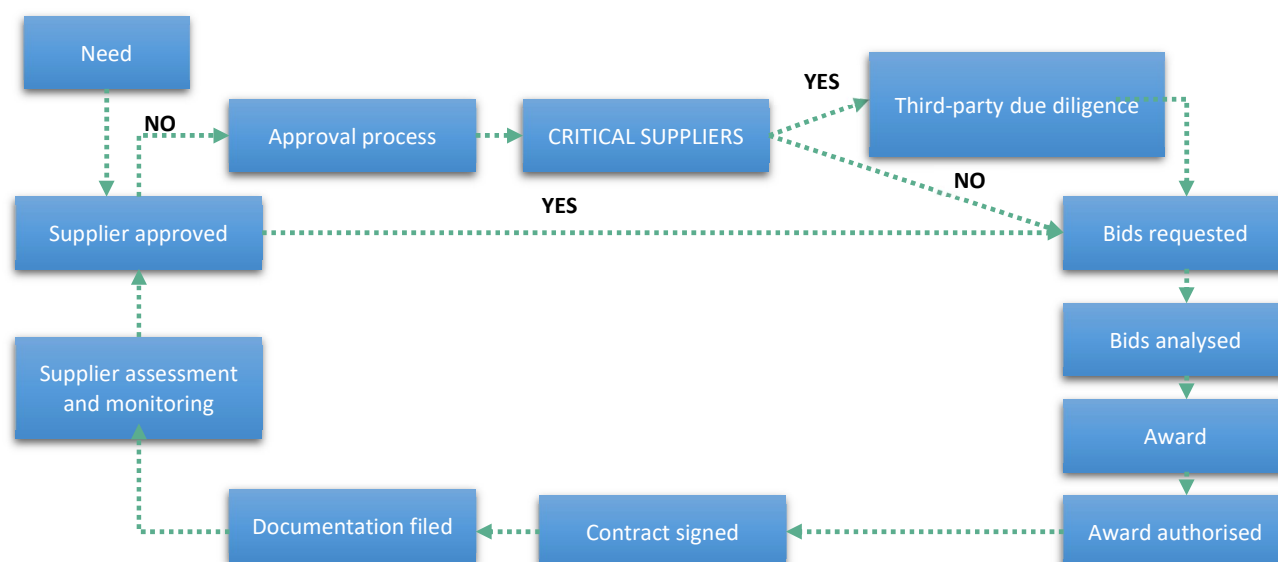 Need
YES
Third-party due diligence
NO
Approval process
CRITICAL SUPPLIERS
NO
YES
Supplier approved
Bids requested
Bids analysed
Supplier assessment
and monitoring
Award
Documentation filed
Contract signed
Award authorised